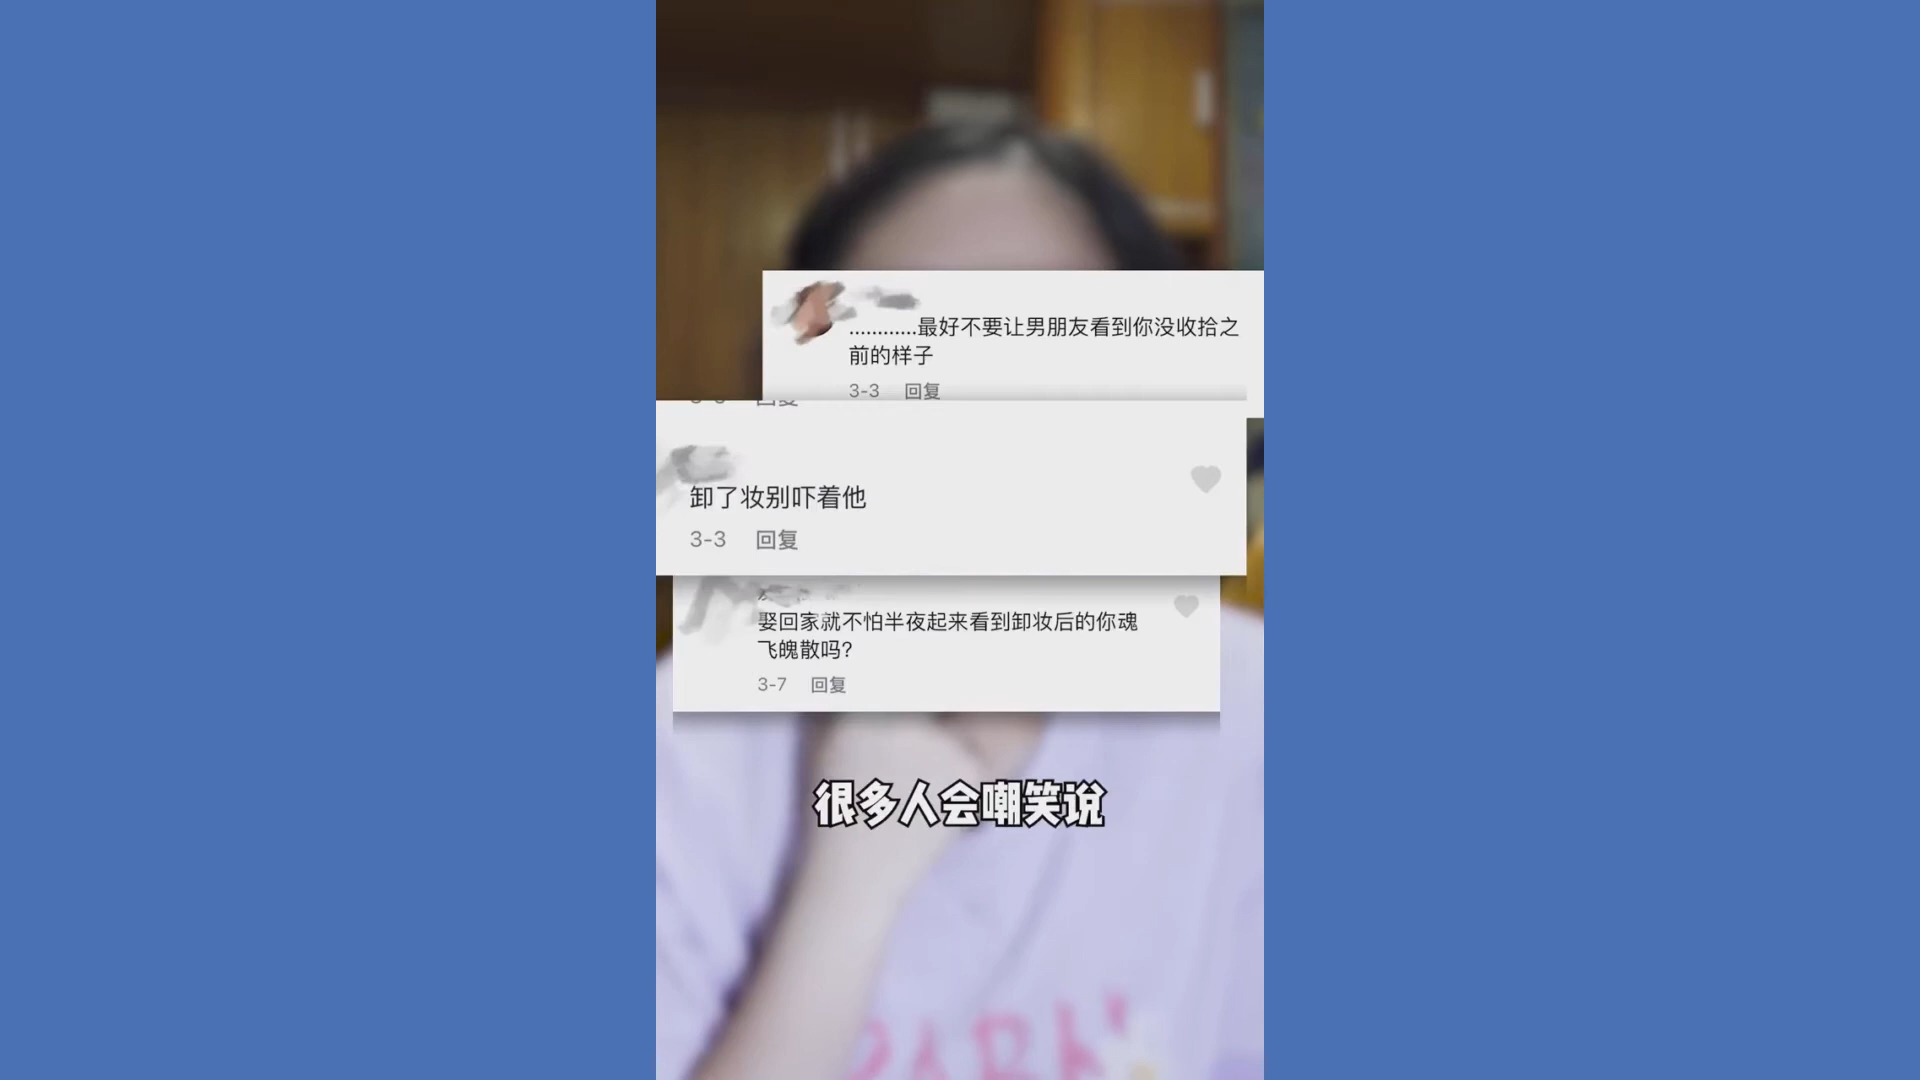 ............最好不要让男朋友看到你没收拾之
前的样子
3-3 回复
卸了妆别吓着他
3-3 回复
娶回家就不怕半夜起来看到卸妆后的你魂
飞魄散吗?
3-7 回复
很多人会嘲笑说